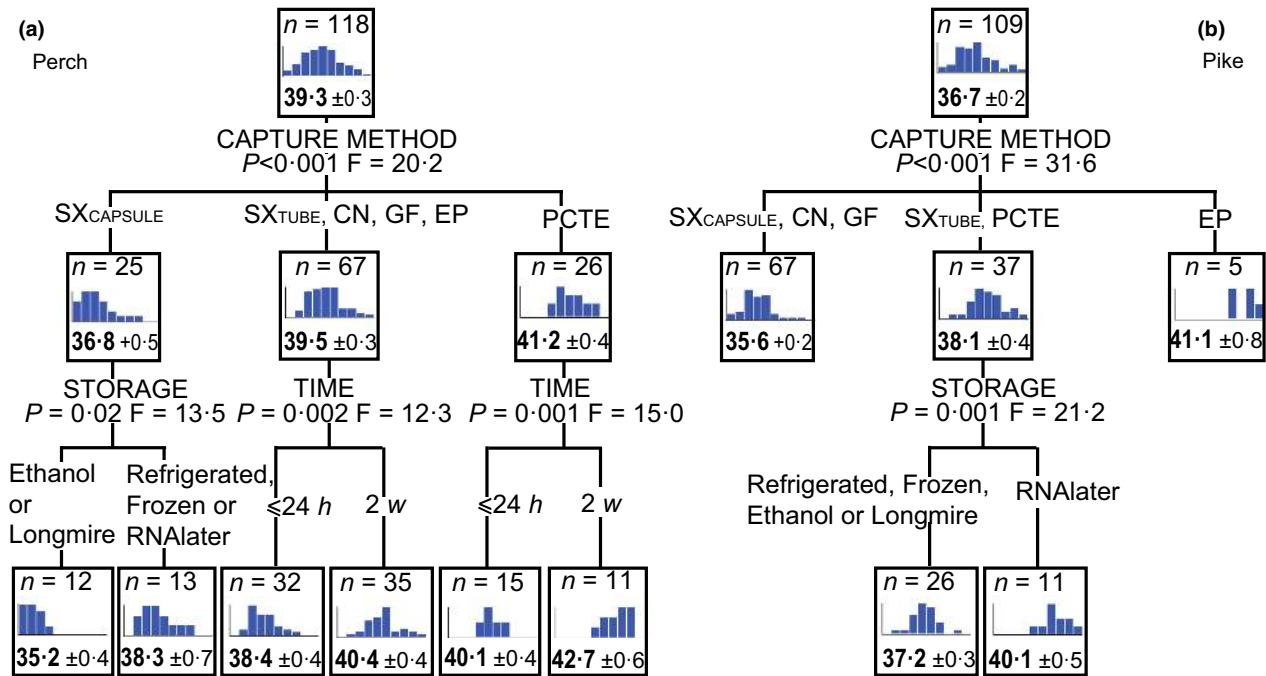 (a)
Perch
n = 118
39·3 ±0·3
CAPTURE METHOD
P<0·001 F = 20·2
SXCAPSULE
SXTUBE, CN, GF, EP
PCTE
n = 25
36·8 +0·5
n = 67
39·5 ±0·3
n = 26
41·2 ±0·4
STORAGE
P = 0·02 F = 13·5
TIME
P = 0·002 F = 12·3
TIME
P = 0·001 F = 15·0
Ethanol
or
Longmire
Refrigerated,
Frozen or
RNAlater
⩽24 h
2 w
⩽24 h
2 w
n = 12
35·2 ±0·4
n = 13
38·3 ±0·7
n = 32
38·4 ±0·4
n = 35
40·4 ±0·4
n = 15
40·1 ±0·4
n = 11
42·7 ±0·6
(b)
Pike
n = 109
36·7 ±0·2
CAPTURE METHOD
P<0·001 F = 31·6
SXCAPSULE, CN, GF
SXTUBE, PCTE
EP
n = 67
35·6 +0·2
n = 37
38·1 ±0·4
n = 5
41·1 ±0·8
STORAGE
P = 0·001 F = 21·2
Refrigerated, Frozen,
Ethanol or Longmire
RNAlater
n = 26
37·2 ±0·3
n = 11
40·1 ±0·5